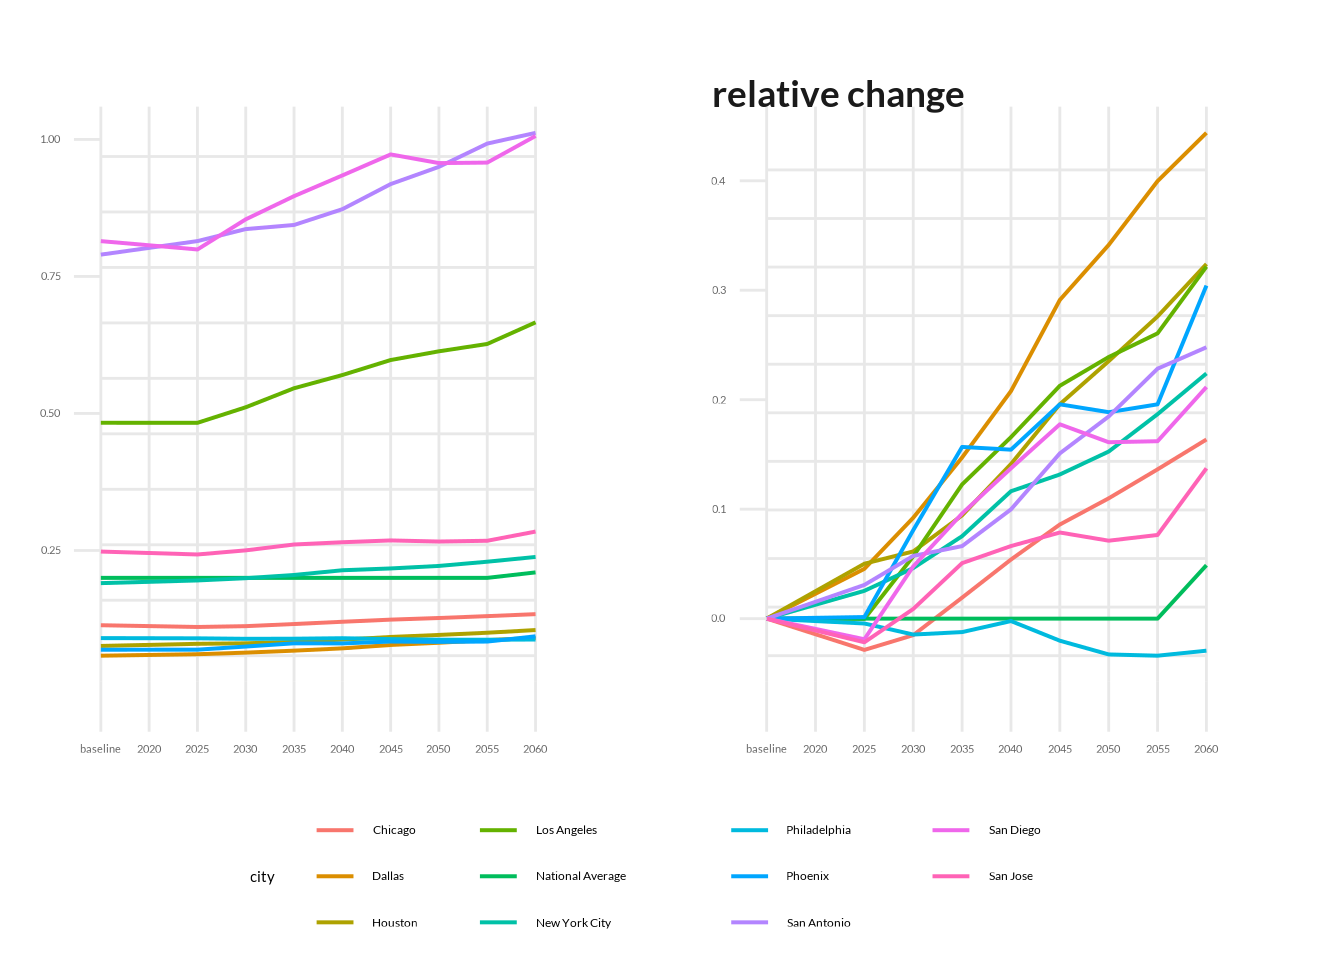 relative change
1.00
0.75
0.50
0.25
baseline 2020 2025 2030 2035 2040 2045 2050 2055 2060
0.4
0.3
0.2
0.1
0.0
baseline 2020 2025 2030 2035 2040 2045 2050 2055 2060
city
Chicago
Dallas
Houston
Los Angeles
National Average
New York City
Philadelphia
Phoenix
San Antonio
San Diego
San Jose